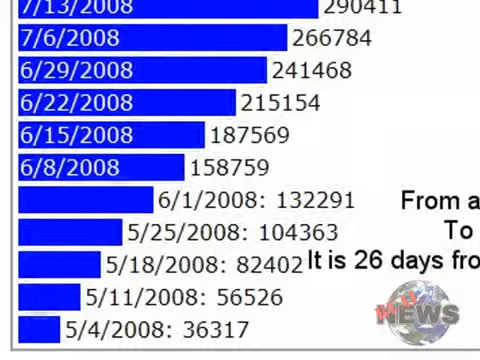 7/13/2008 290411
7/6/2008 266784
6/29/2008 241468
6/22/2008 215154
6/15/2008 187569
6/8/2008 158759
6/1/2008: 132291 From a
5/25/2008: 104363 To
5/18/2008: 82402 It is 26 days fro
5/11/2008: 56526
NEWS
5/4/2008: 36317